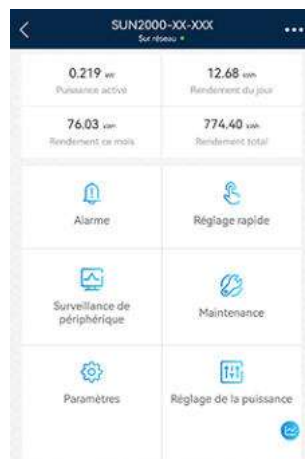 SUN2000-XX-XXX
Sur réseau
0.219 kW
12.68 kWh
Puissance active
Rendement du jour
76.03 kWh
774.40 kWh
Rendement ce mois
Rendement total
Alarme
Réglage rapide
Surveillance de
périphérique
Maintenance
Paramètres
Réglage de la puissance